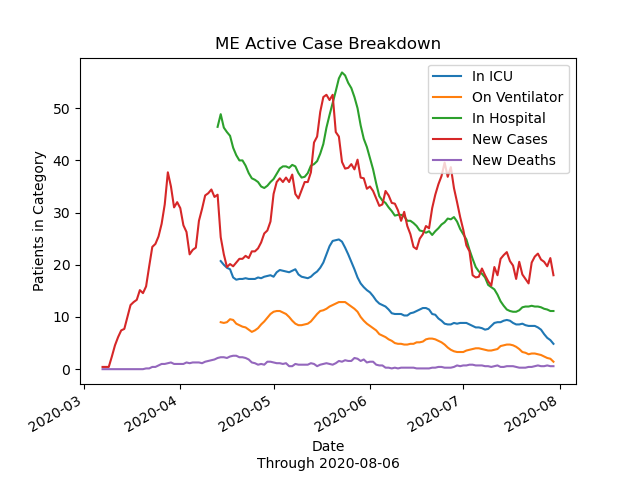 ME Active Case Breakdown
In ICU
On Ventilator
In Hospital
New Cases
New Deaths
Patients in Category
50
40
30
20
10
0
2020-03
2020-04
2020-05
2020-06
2020-07
2020-08
Date
Through 2020-08-06